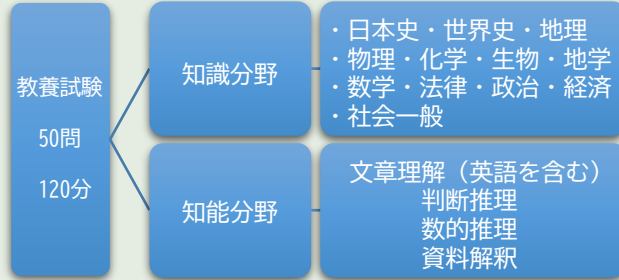 教養試験
50問
120分
知識分野
・日本史・世界史・地理
・物理・化学・生物・地学
・数学・法律・政治・経済
・社会一般
知能分野
文章理解（英語を含む）
判断推理
数的推理
資料解釈